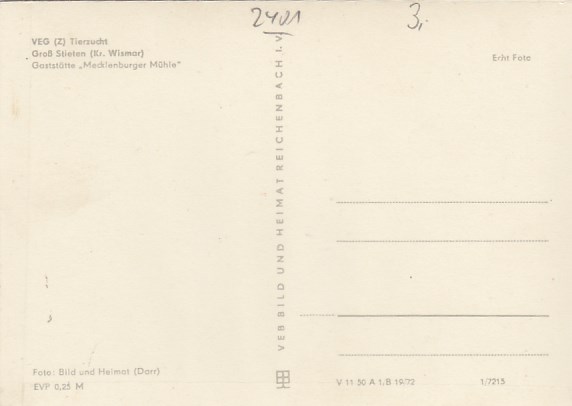 2401
3,
VEG (Z) Tierzucht
Groß Stieten (Kr. Wismar)
Gaststätte „Mecklenburger Mühle"
Echt Foto
VEB BILD UND HEIMAT REICHENBACH I. V
Foto: Bild und Heimat (Darr)
EVP 0,25 M
V 11 50 A 1, B 19/72
1/7215